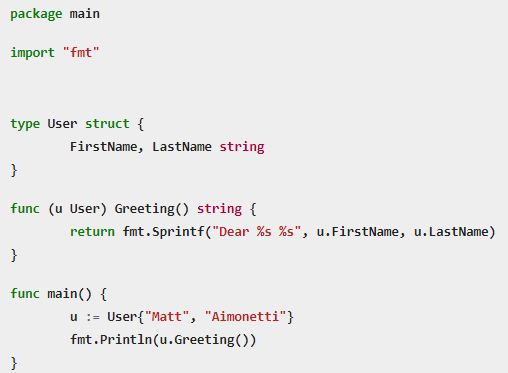 package main
import "fmt"
type User struct {
        FirstName, LastName string
}
func (u User) Greeting() string {
        return fmt.Sprintf("Dear %s %s", u.FirstName, u.LastName)
}
func main() {
        u := User{"Matt", "Aimonetti"}
        fmt.Println(u.Greeting())
}